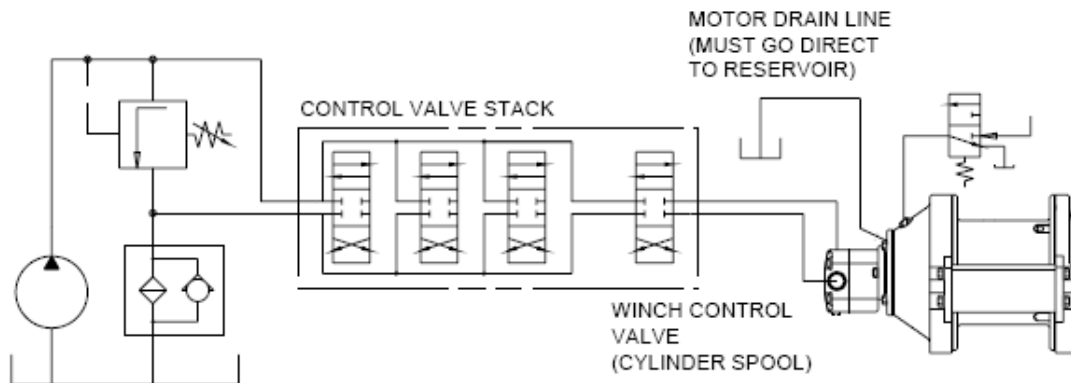 MOTOR DRAIN LINE
(MUST GO DIRECT
TO RESERVOIR)
CONTROL VALVE STACK
WINCH CONTROL
VALVE
(CYLINDER SPOOL)